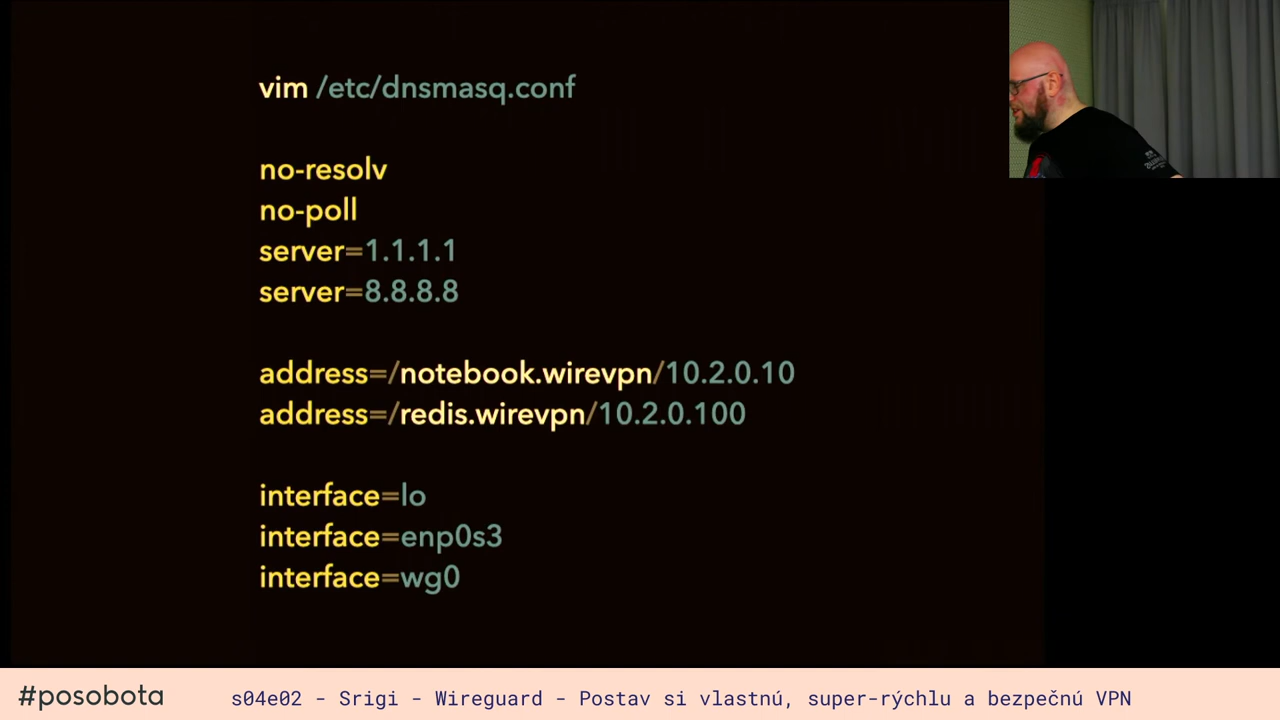 vim /etc/dnsmasq.conf
no-resolv
no-poll
server=1.1.1.1
server=8.8.8.8
address=/notebook.wirevpn/10.2.0.10
address=/redis.wirevpn/10.2.0.100
interface=lo
interface=enp0s3
interface=wg0
#posobota
s04e02 - Srigi - Wireguard - Postav si vlastnú, super-rýchlu a bezpečnú VPN